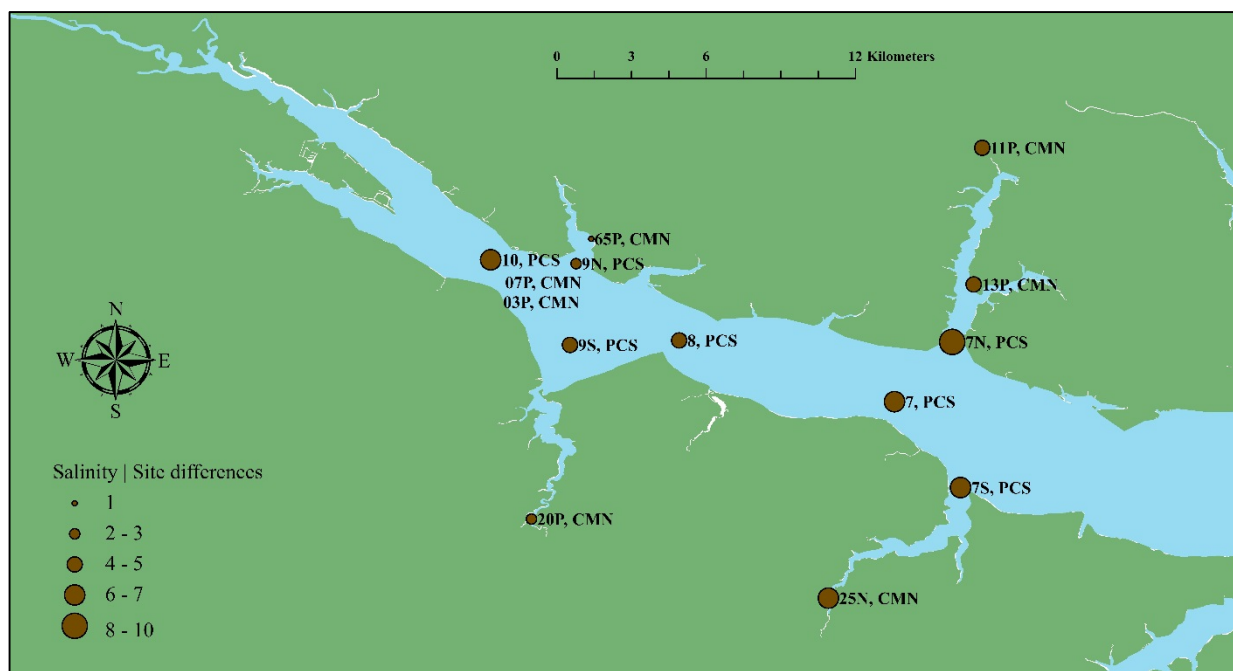 0 3 6 12 Kilometers
11P, CMN
65P, CMN
10, PCS
9N, PCS
07P, CMN
03P, CMN
13P, CMN
9S, PCS
8, PCS
7N, PCS
7, PCS
7S, PCS
20P, CMN
25N, CMN
N
W E
S
Salinity | Site differences
1
2 - 3
4 - 5
6 - 7
8 - 10